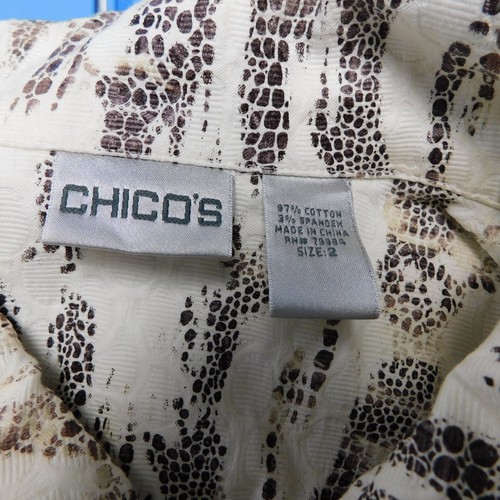 CHICO'S
97% COTTON
3% SPANDEX
MADE IN CHINA
RN# 79984
SIZE: 2